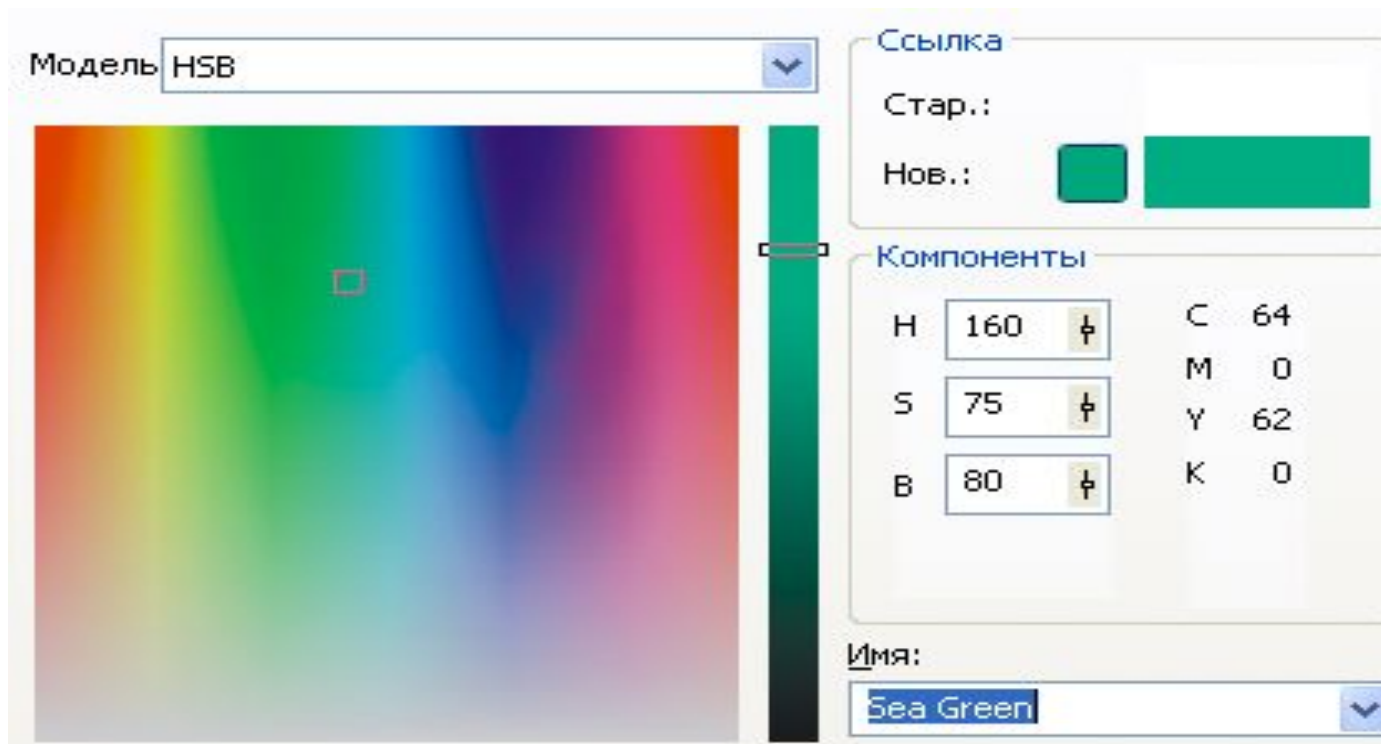 Модель HSB
Ссылка
Стар.:
Нов.:
Компоненты
H 160 C 64
M 0
S 75 Y 62
B 80 K 0
Имя:
Sea Green